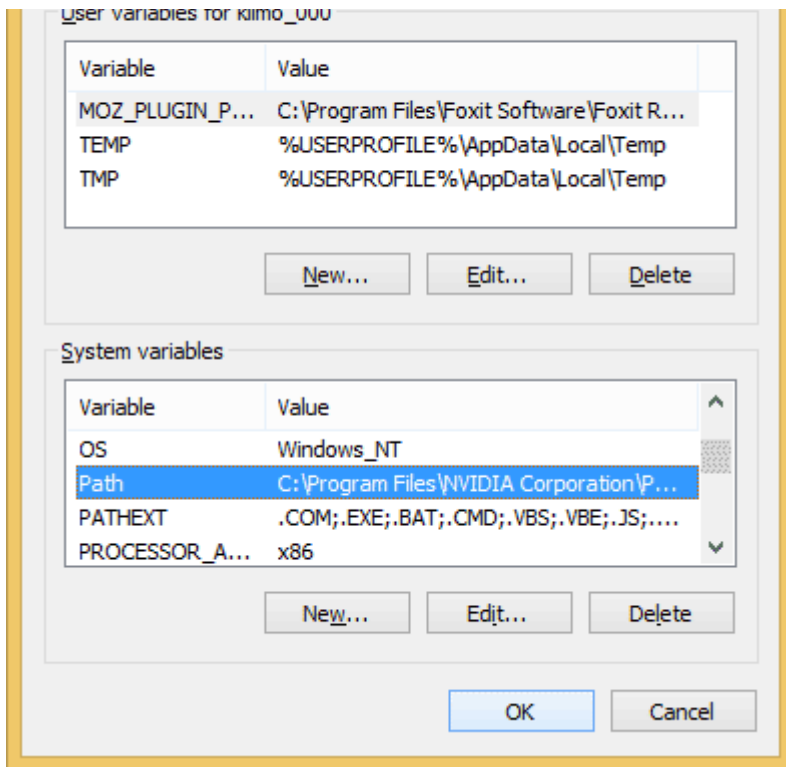 User variables for klimo_000
Variable Value
MOZ_PLUGIN_P... C:\Program Files\Foxit Software\Foxit R...
TEMP %USERPROFILE%\AppData\Local\Temp
TMP %USERPROFILE%\AppData\Local\Temp
New... Edit... Delete
System variables
Variable Value
OS Windows_NT
Path C:\Program Files\NVIDIA Corporation\P...
PATHEXT .COM;.EXE;.BAT;.CMD;.VBS;.VBE;.JS;....
PROCESSOR_A... x86
New... Edit... Delete
OK Cancel